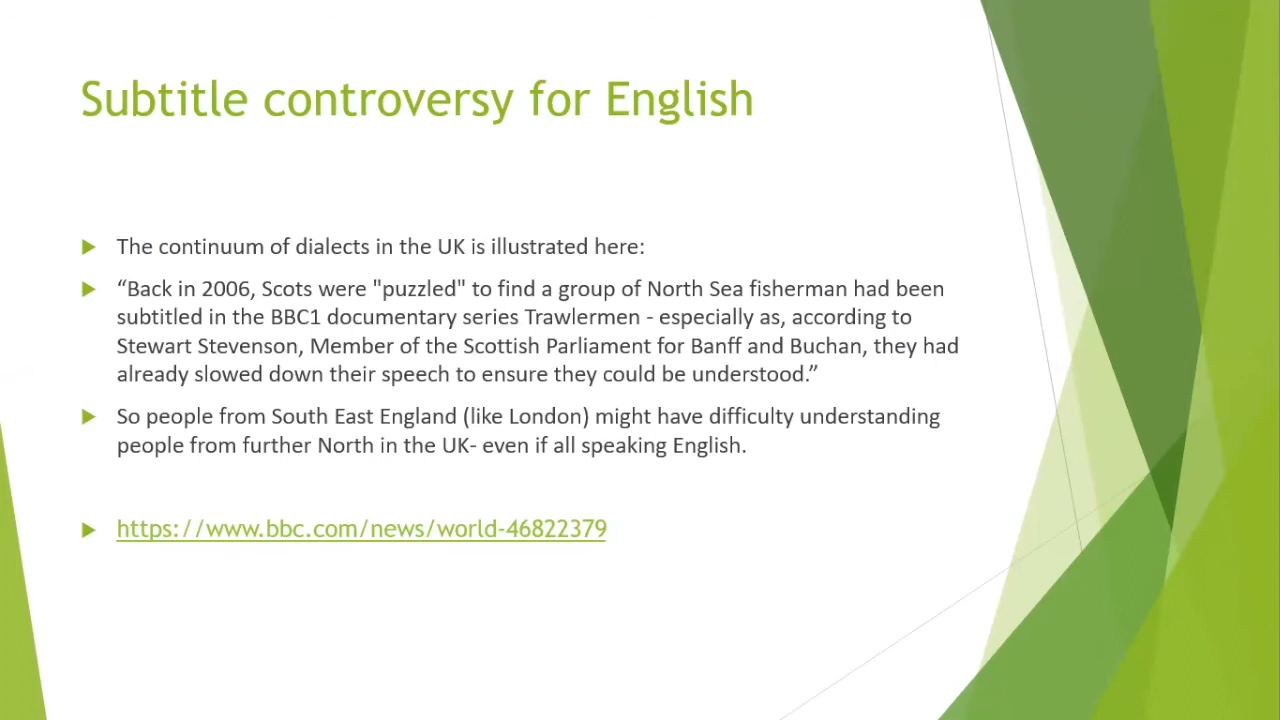 Subtitle controversy for English
The continuum of dialects in the UK is illustrated here:
“Back in 2006, Scots were "puzzled" to find a group of North Sea fisherman had been
subtitled in the BBC1 documentary series Trawlermen - especially as, according to
Stewart Stevenson, Member of the Scottish Parliament for Banff and Buchan, they had
already slowed down their speech to ensure they could be understood.”
So people from South East England (like London) might have difficulty understanding
people from further North in the UK- even if all speaking English.
https://www.bbc.com/news/world-46822379